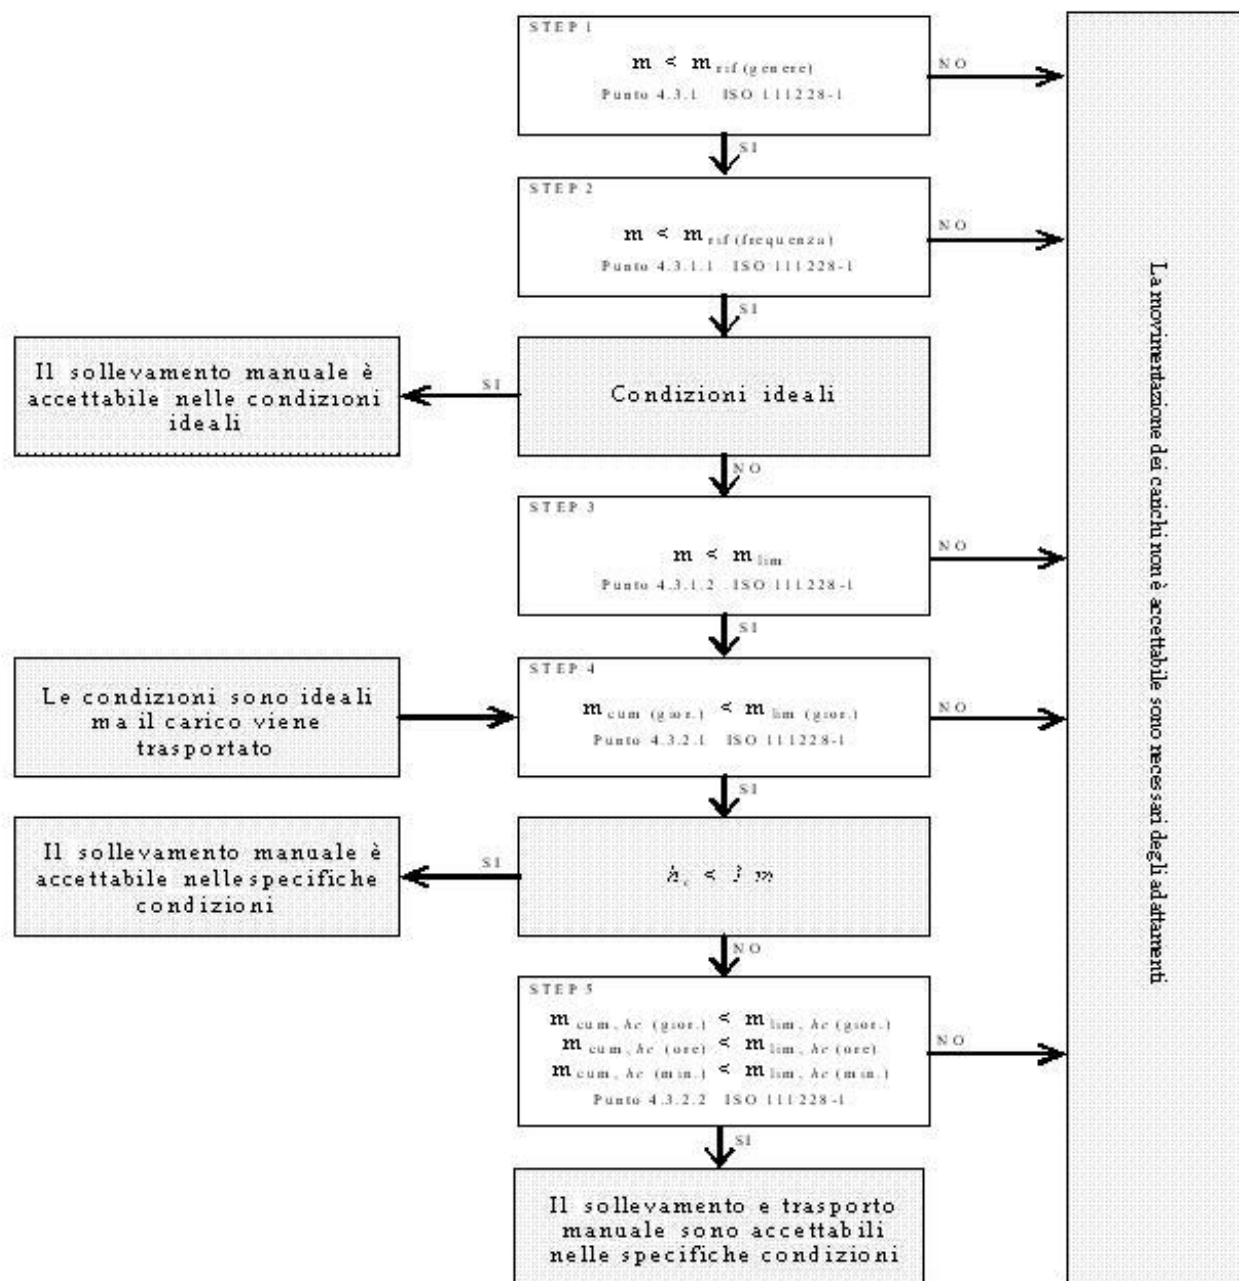 STEP 1
m < m rif (genere)
Punto 4.3.1 ISO 111228-1
NO
SI
STEP 2
m < m rif (frequenza)
Punto 4.3.1.1 ISO 111228-1
NO
SI
Il sollevamento manuale è
accettabile nelle condizioni
ideali
SI
Condizioni ideali
NO
STEP 3
m < m lim
Punto 4.3.1.2 ISO 111228-1
NO
SI
Le condizioni sono ideali
ma il carico viene
trasportato
STEP 4
m cum (gior.) < m lim (gior.)
Punto 4.3.2.1 ISO 111228-1
NO
SI
Il sollevamento manuale è
accettabile nelle specifiche
condizioni
SI
h c <  m
NO
STEP 5
m cum, hc (gior.) < m lim, hc (gior.)
m cum, hc (ore) < m lim, hc (ore)
m cum, hc (min.) < m lim, hc (min.)
Punto 4.3.2.2 ISO 111228-1
NO
SI
Il sollevamento e trasporto
manuale sono accettabili
nelle specifiche condizioni
La movimentazione dei carichi non è accettabile sono necessari degli adattamenti